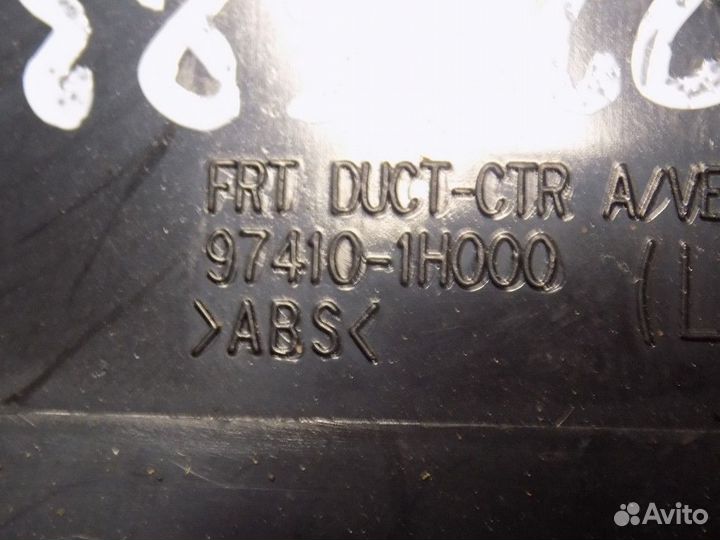 FRT DUCT-CTR A/VE
97410-1H000 (L
>ABS<
Avito